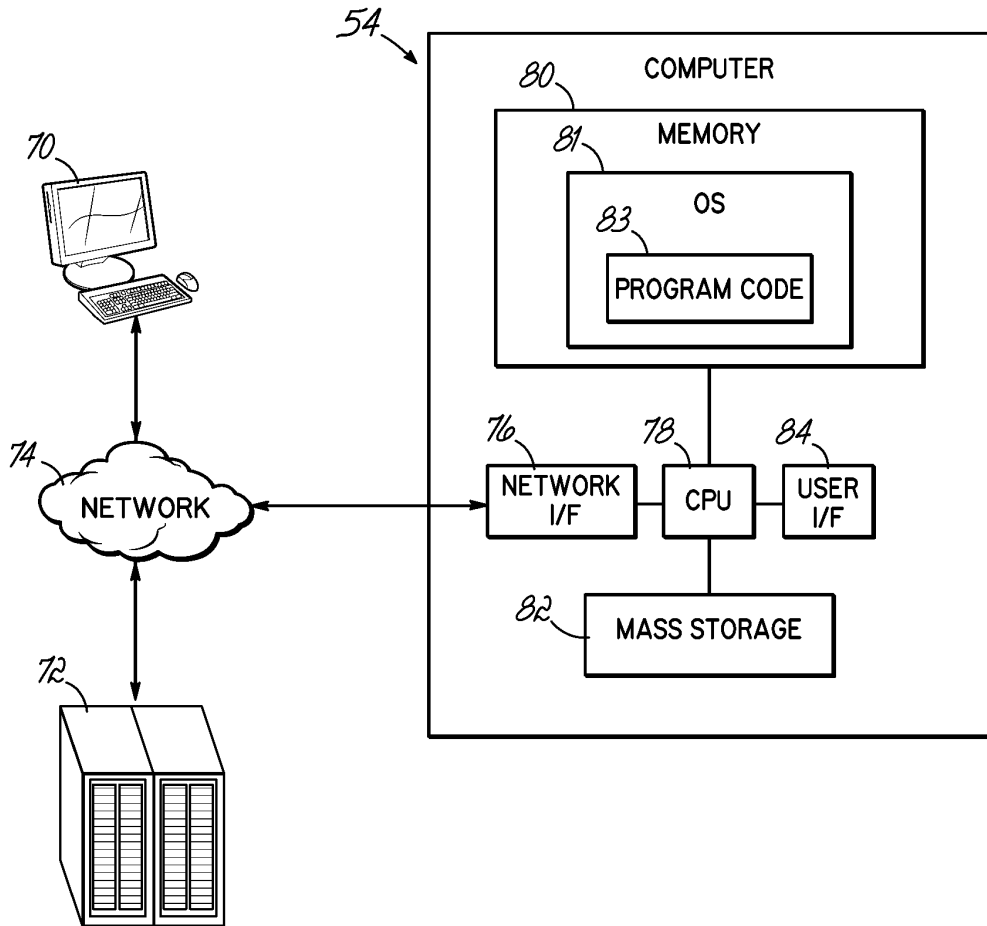 54
COMPUTER
80
MEMORY
70
81
OS
83
PROGRAM CODE
74
NETWORK
76
NETWORK
I/F
78
CPU
84
USER
I/F
82
MASS STORAGE
72